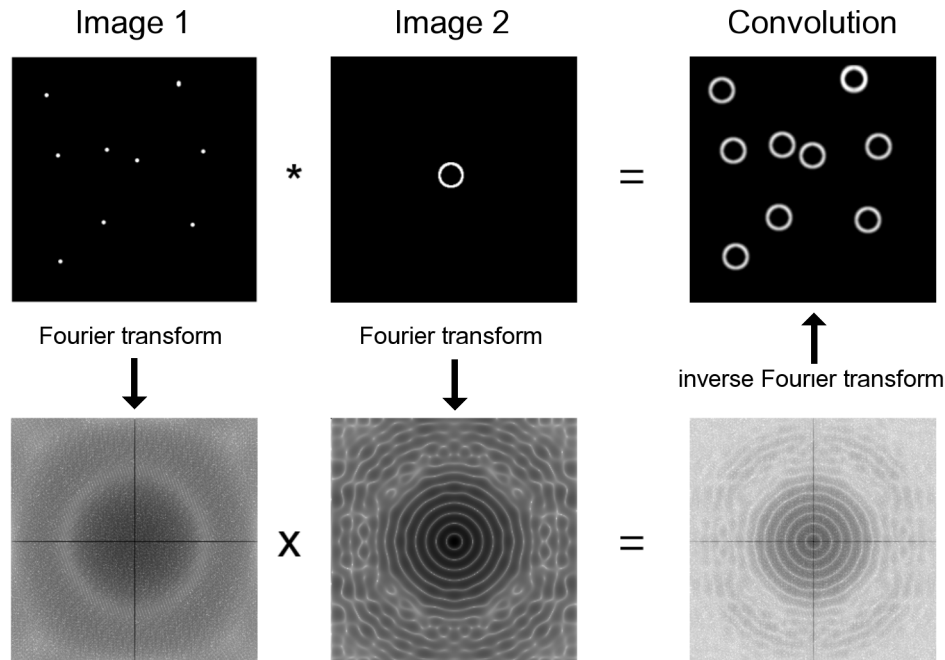 Image 1
Image 2
Convolution
*
=
Fourier transform
Fourier transform
inverse Fourier transform
x
=